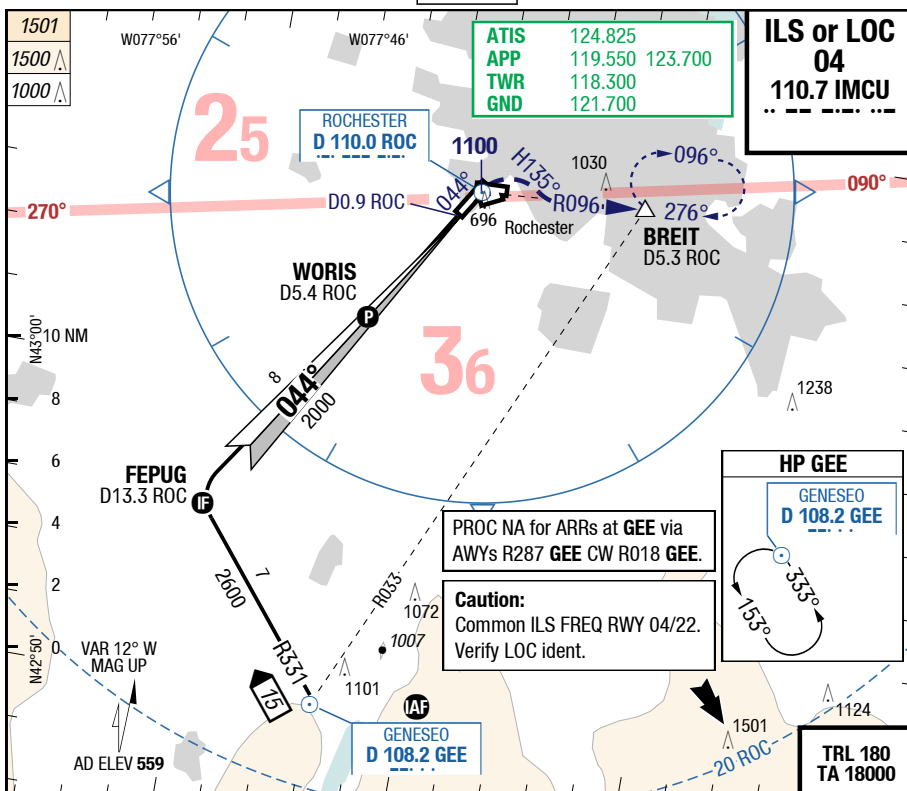 1501
1500
1000
W077°56'
W077°46'
ATIS 124.825
APP 119.550 123.700
TWR 118.300
GND 121.700
ILS or LOC
04
110.7 IMCU
25
ROCHESTER
D 110.0 ROC
1100
H135°
044°
1030
096°
090°
270°
D0.9 ROC
R096
276°
696
Rochester
BREIT
D5.3 ROC
WORIS
D5.4 ROC
P
N43°00'
10 NM
36
8
044°
2000
8
1238
6
FEPUG
D13.3 ROC
IF
4
HP GEE
GENESEO
D 108.2 GEE
333°
153°
PROC NA for ARRs at GEE via
AWYs R287 GEE CW R018 GEE.
7
2600
2
R033
1072
Caution:
Common ILS FREQ RWY 04/22.
Verify LOC ident.
N42°50'
0
VAR 12° W
MAG UP
R331
1007
1101
15
IAF
GENESEO
D 108.2 GEE
1124
1501
20 ROC
AD ELEV 559
TRL 180
TA 18000